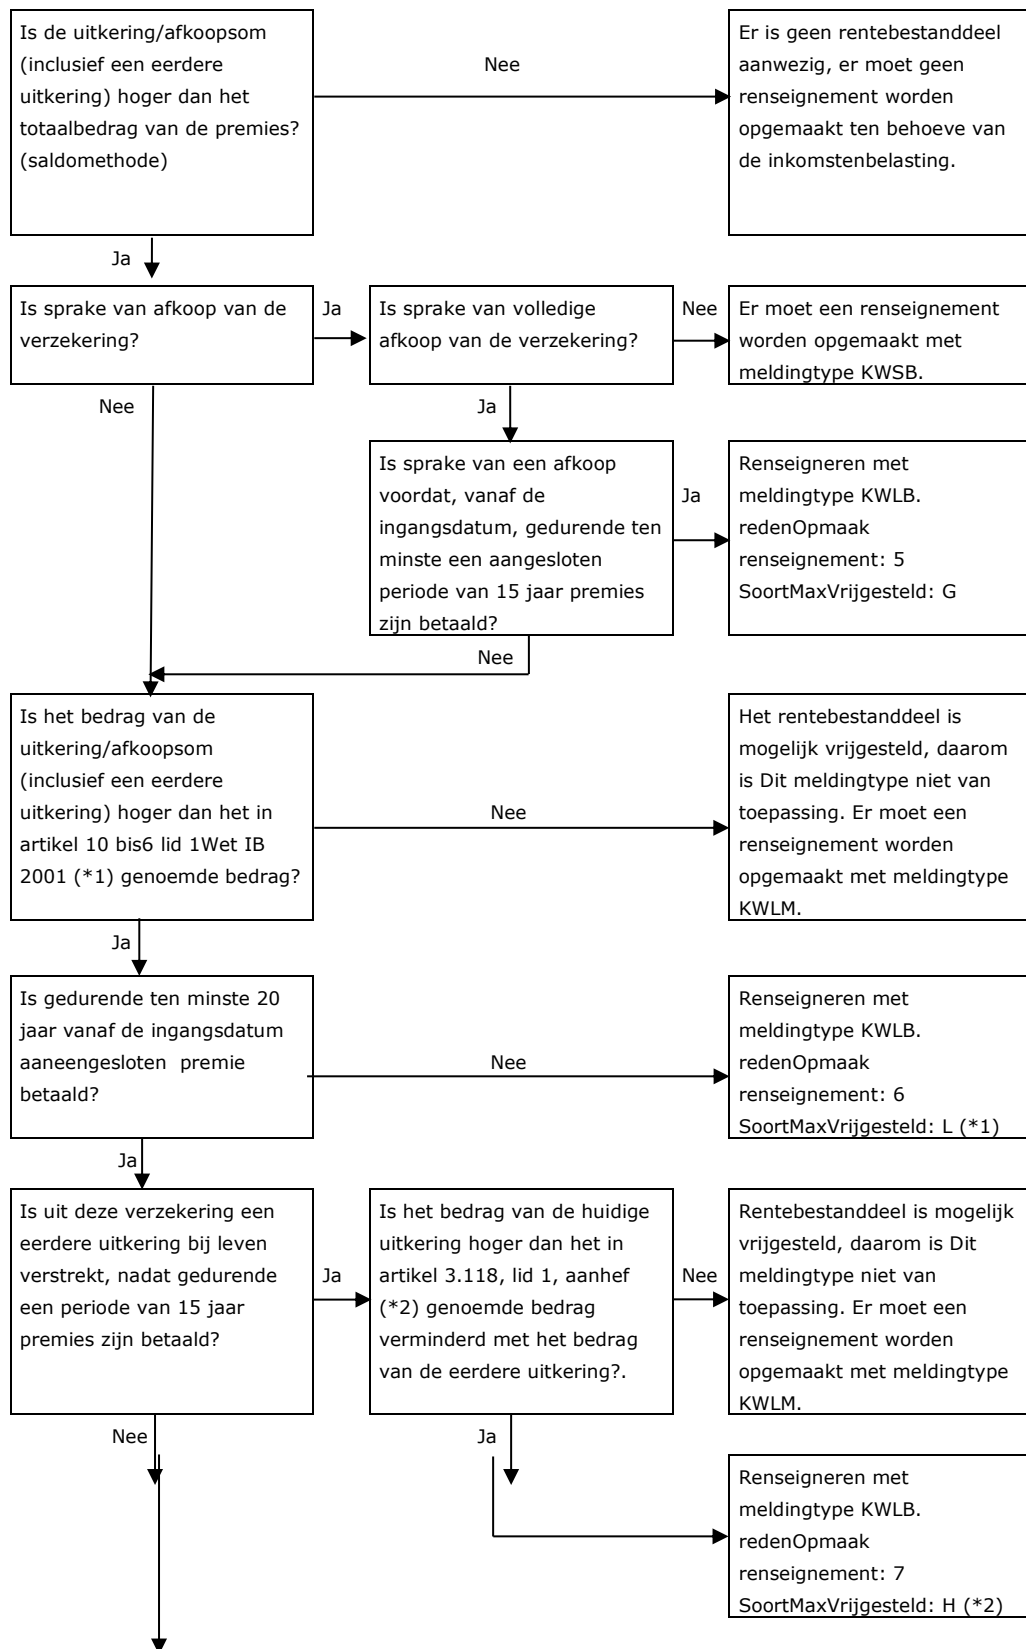 Is de uitkering/afkoopsom
(inclusief een eerdere
uitkering) hoger dan het
totaalbedrag van de premies?
(saldomethode)
Nee
Er is geen rentebestanddeel
aanwezig, er moet geen
renseignement worden
opgemaakt ten behoeve van
de inkomstenbelasting.
Ja
Is sprake van afkoop van de
verzekering?
Ja
Is sprake van volledige
afkoop van de verzekering?
Nee
Er moet een renseignement
worden opgemaakt met
meldingtype KWSB.
Nee
Ja
Is sprake van een afkoop
voordat, vanaf de
ingangsdatum, gedurende ten
minste een aangesloten
periode van 15 jaar premies
zijn betaald?
Ja
Renseigneren met
meldingtype KWLB.
redenOpmaak
renseignement: 5
SoortMaxVrijgesteld: G
Nee
Is het bedrag van de
uitkering/afkoopsom
(inclusief een eerdere
uitkering) hoger dan het in
artikel 10 bis6 lid 1Wet IB
2001 (*1) genoemde bedrag?
Nee
Het rentebestanddeel is
mogelijk vrijgesteld, daarom
is Dit meldingtype niet van
toepassing. Er moet een
renseignement worden
opgemaakt met meldingtype
KWLM.
Ja
Is gedurende ten minste 20
jaar vanaf de ingangsdatum
aaneengesloten premie
betaald?
Nee
Renseigneren met
meldingtype KWLB.
redenOpmaak
renseignement: 6
SoortMaxVrijgesteld: L (*1)
Ja
Is uit deze verzekering een
eerdere uitkering bij leven
verstrekt, nadat gedurende
een periode van 15 jaar
premies zijn betaald?
Ja
Is het bedrag van de huidige
uitkering hoger dan het in
artikel 3.118, lid 1, aanhef
(*2) genoemde bedrag
verminderd met het bedrag
van de eerdere uitkering?.
Nee
Rentebestanddeel is mogelijk
vrijgesteld, daarom is Dit
meldingtype niet van
toepassing. Er moet een
renseignement worden
opgemaakt met meldingtype
KWLM.
Nee
Ja
Renseigneren met
meldingtype KWLB.
redenOpmaak
renseignement: 7
SoortMaxVrijgesteld: H (*2)